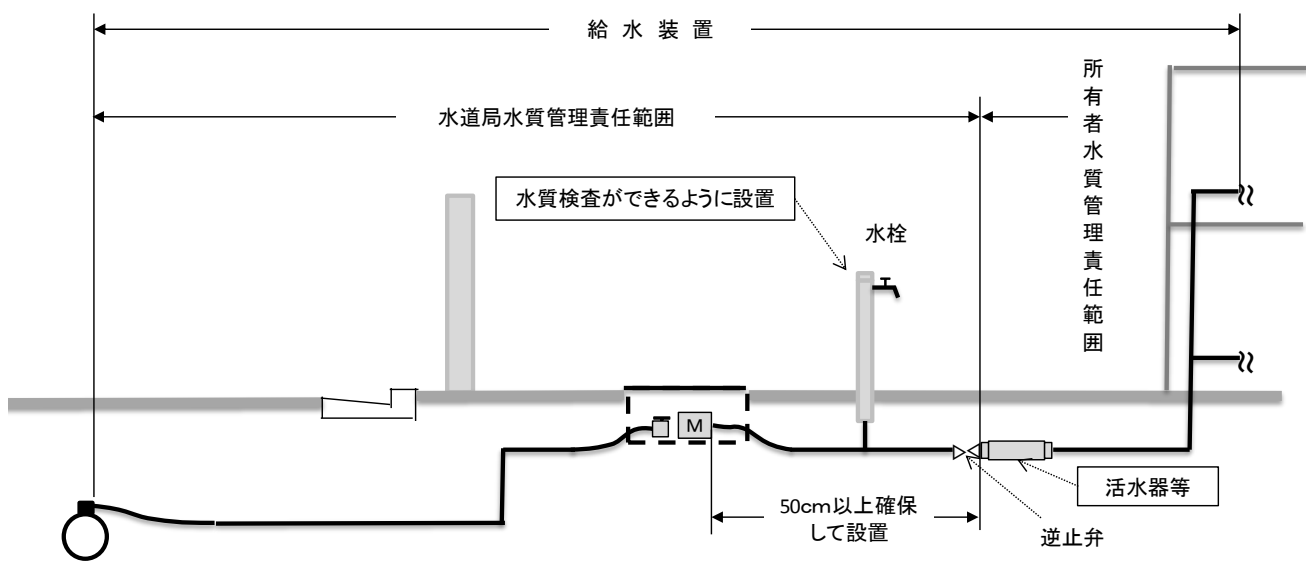 給水装置
水道局水質管理責任範囲
所有者水質管理責任範囲
水質検査ができるように設置
水栓
M
活水器等
50cm以上確保
して設置
逆止弁